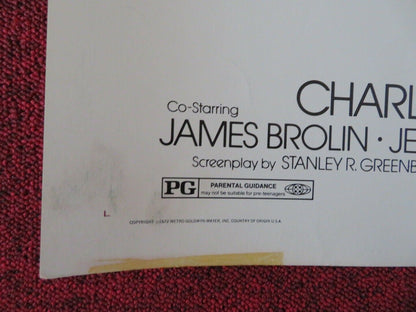 Co-Starring CHARL
JAMES BROLIN · JE
Screenplay by STANLEY R. GREENB
PG PARENTAL GUIDANCE
may not be suitable for pre-teenagers
L.
COPYRIGHT ©1972 METRO-GOLDWYN-MAYER, INC. COUNTRY OF ORIGIN U.S.A.